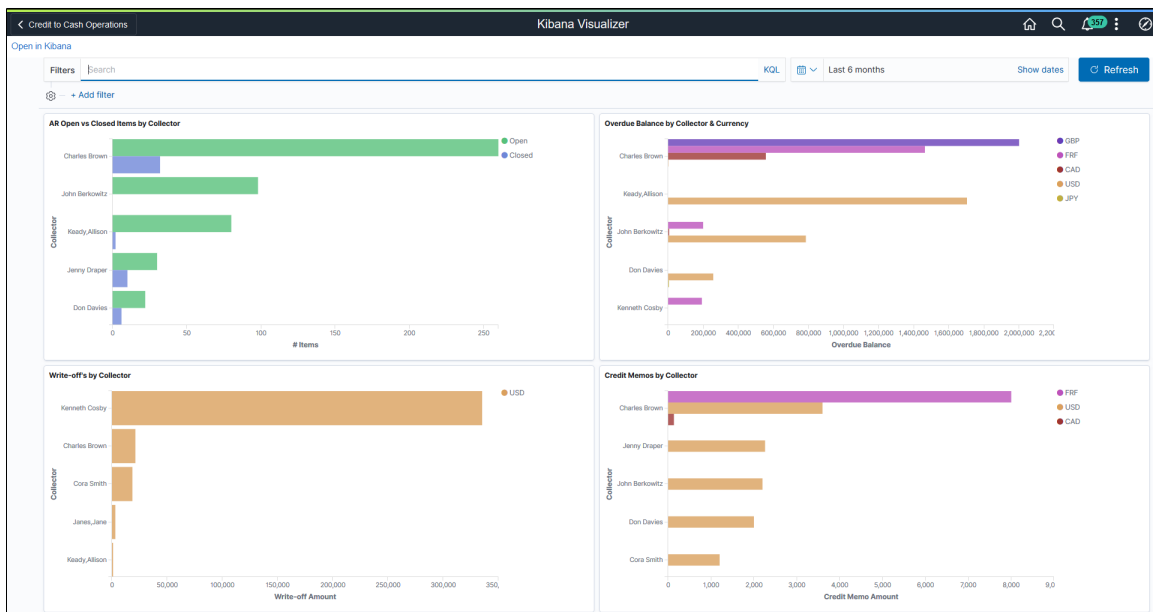 Credit to Cash Operations
Kibana Visualizer
357
Open in Kibana
Filters
Search
KQL
Last 6 months
Show dates
Refresh
+ Add filter
AR Open vs Closed Items by Collector
Open
Closed
Collector
Charles Brown
John Berkowitz
Keady,Allison
Jenny Draper
Don Davies
0 50 100 150 200 250
# Items
Overdue Balance by Collector & Currency
GBP
FRF
CAD
USD
JPY
Collector
Charles Brown
Keady,Allison
John Berkowitz
Don Davies
Kenneth Cosby
0 200,000 400,000 600,000 800,000 1,000,000 1,200,000 1,400,000 1,600,000 1,800,000 2,000,000 2,20
Overdue Balance
Write-off's by Collector
USD
Collector
Kenneth Cosby
Charles Brown
Cora Smith
Janes,Jane
Keady,Allison
0 50,000 100,000 150,000 200,000 250,000 300,000 350,
Write-off Amount
Credit Memos by Collector
FRF
USD
CAD
Collector
Charles Brown
Jenny Draper
John Berkowitz
Don Davies
Cora Smith
0 1,000 2,000 3,000 4,000 5,000 6,000 7,000 8,000 9,0
Credit Memo Amount